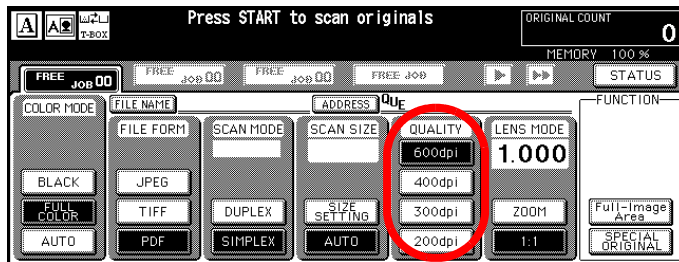 A A T-BOX Press START to scan originals ORIGINAL COUNT
0
MEMORY 100 %
FREE JOB 00 FREE JOB 00 FREE JOB 00 FREE JOB STATUS
COLOR MODE FILE NAME ADDRESS QUE FUNCTION
FILE FORM SCAN MODE SCAN SIZE QUALITY LENS MODE
600dpi 1.000
BLACK JPEG 400dpi
FULL COLOR TIFF DUPLEX SIZE SETTING 300dpi ZOOM Full-Image Area
AUTO PDF SIMPLEX AUTO 200dpi 1:1 SPECIAL ORIGINAL